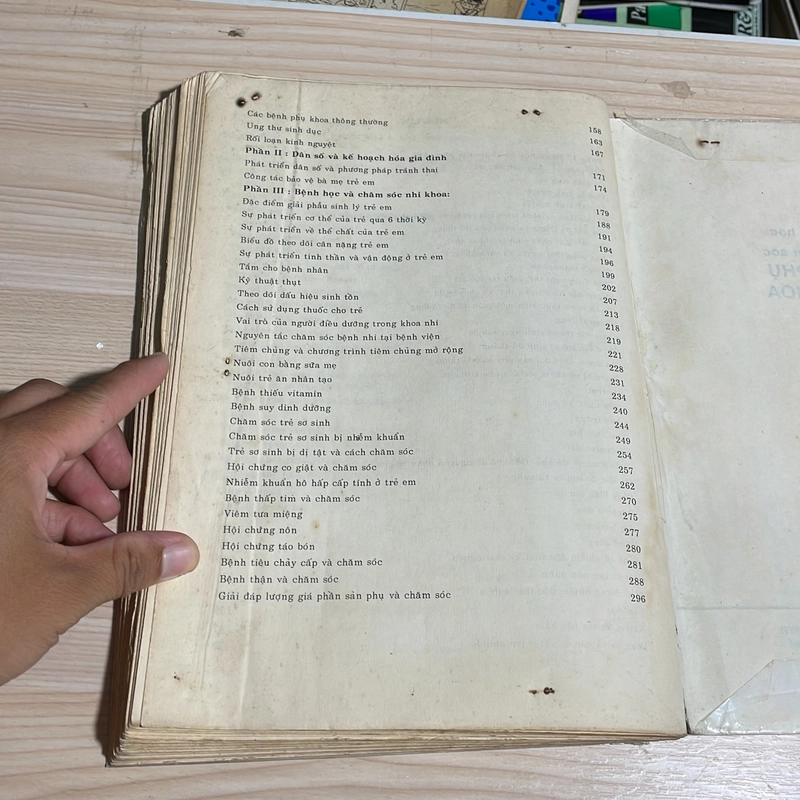 Các bệnh phụ khoa thông thường 158
Ung thư sinh dục 163
Rối loạn kinh nguyệt 167
Phần II : Dân số và kế hoạch hóa gia đình
Phát triển dân số và phương pháp tránh thai 171
Công tác bảo vệ bà mẹ trẻ em 174
Phần III : Bệnh học và chăm sóc nhi khoa:
Đặc điểm giải phẫu sinh lý trẻ em 179
Sự phát triển cơ thể của trẻ qua 6 thời kỳ 188
Sự phát triển về thể chất của trẻ em 191
Biểu đồ theo dõi cân nặng trẻ em 194
Sự phát triển tinh thần và vận động ở trẻ em 196
Tắm cho bệnh nhân 199
Kỹ thuật thụt 202
Theo dõi dấu hiệu sinh tồn 207
Cách sử dụng thuốc cho trẻ 213
Vai trò của người điều dưỡng trong khoa nhi 218
Nguyên tắc chăm sóc bệnh nhi tại bệnh viện 219
Tiêm chủng và chương trình tiêm chủng mở rộng 221
Nuôi con bằng sữa mẹ 228
Nuôi trẻ ăn nhân tạo 231
Bệnh thiếu vitamin 234
Bệnh suy dinh dưỡng 240
Chăm sóc trẻ sơ sinh 244
Chăm sóc trẻ sơ sinh bị nhiễm khuẩn 249
Trẻ sơ sinh bị dị tật và cách chăm sóc 254
Hội chứng co giật và chăm sóc 257
Nhiễm khuẩn hô hấp cấp tính ở trẻ em 262
Bệnh thấp tim và chăm sóc 270
Viêm tưa miệng 275
Hội chứng nôn 277
Hội chứng táo bón 280
Bệnh tiêu chảy cấp và chăm sóc 281
Bệnh thận và chăm sóc 288
Giải đáp lượng giá phần sản phụ và chăm sóc 296